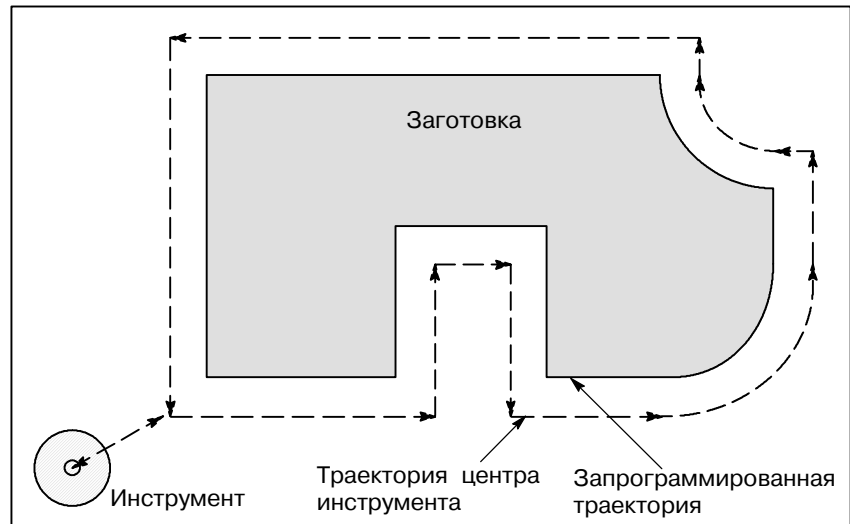 Заготовка
Инструмент
Траектория центра
инструмента
Запрограммированная
траектория